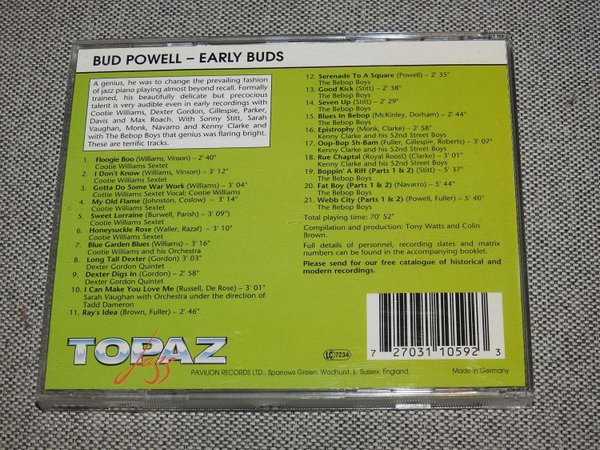 BUD POWELL – EARLY BUDS
A genius, he was to change the prevailing fashion
of jazz piano playing almost beyond recall. Formally
trained, his beautifully delicate but precocious
talent is very audible even in early recordings with
Cootie Williams, Dexter Gordon, Gillespie, Parker,
Davis and Max Roach. With Sonny Stitt, Sarah
Vaughan, Monk, Navarro and Kenny Clarke and
with The Bebop Boys that genius was flaring bright.
These are terrific tracks.
1. Floogie Boo (Williams, Vinson) – 2' 40"
Cootie Williams Sextet
2. I Don't Know (Williams, Vinson) – 3' 12"
Cootie Williams Sextet
3. Gotta Do Some War Work (Williams) – 3' 04"
Cootie Williams Sextet Vocal: Cootie Williams
4. My Old Flame (Johnston, Coslow) – 3' 14"
Cootie Williams Sextet
5. Sweet Lorraine (Burwell, Parish) – 3' 09")
Cootie Williams Sextet
6. Honeysuckle Rose (Waller, Razaf) – 3' 10"
Cootie Williams Sextet
7. Blue Garden Blues (Williams) – 3' 16"
Cootie Williams and his Orchestra
8. Long Tall Dexter (Gordon) 3' 03"
Dexter Gordon Quintet
9. Dexter Digs In (Gordon) – 2' 58"
Dexter Gordon Quintet
10. I Can Make You Love Me (Russell, De Rose) – 3' 01"
Sarah Vaughan with Orchestra under the direction of
Tadd Dameron
11. Ray's Idea (Brown, Fuller) – 2' 46"
12. Serenade To A Square (Powell) – 2' 35"
The Bebop Boys
13. Good Kick (Stitt) – 2' 38"
The Bebop Boys
14. Seven Up (Stitt) – 2' 29"
The Bebop Boys
15. Blues In Bebop (McKinley, Dorham) – 2' 44"
The Bebop Boys
16. Epistrophy (Monk, Clarke) – 2' 58"
Kenny Clarke and his 52nd Street Boys
17. Oop-Bop Sh-Bam (Fuller, Gillespie, Roberts) – 3' 07"
Kenny Clarke and his 52nd Street Boys
18. Rue Chaptal (Royal Roost) (Clarke) – 3' 01"
Kenny Clarke and his 52nd Street Boys
19. Boppin' A Riff (Parts 1 & 2) (Stitt) – 5' 37"
The Bebop Boys
20. Fat Boy (Parts 1 & 2) (Navarro) – 5' 44"
The Bebop Boys
21. Webb City (Parts 1 & 2) (Powell, Fuller) – 5' 40"
The Bebop Boys
Total playing time: 70' 52"
Compilation and production: Tony Watts and Colin
Brown.
Full details of personnel, recording dates and matrix
numbers can be found in the accompanying booklet.
Please send for our free catalogue of historical and
modern recordings.
TOPAZ
Jazz
LC 7234
7 27031 10592 3
PAVILION RECORDS LTD., Sparrows Green, Wadhurst, E. Sussex, England.
Made in Germany